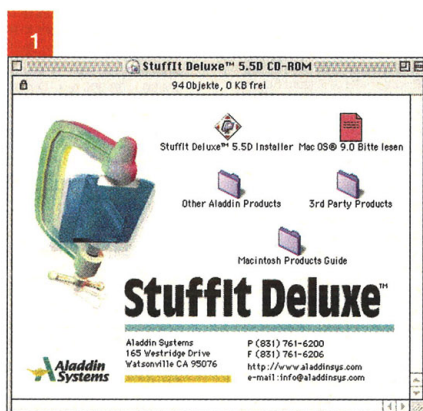 1
StuffIt Deluxe™ 5.5D CD-ROM
94 Objekte, 0 KB frei
StuffIt Deluxe™ 5.5D Installer
Mac OS® 9.0 Bitte lesen
Other Aladdin Products
3rd Party Products
Macintosh Products Guide
StuffIt Deluxe™
Aladdin Systems
Aladdin Systems
165 Westridge Drive
Watsonville CA 95076
P (831) 761-6200
F (831) 761-6206
http://www.aladdinsys.com
e-mail:info@aladdinsys.com